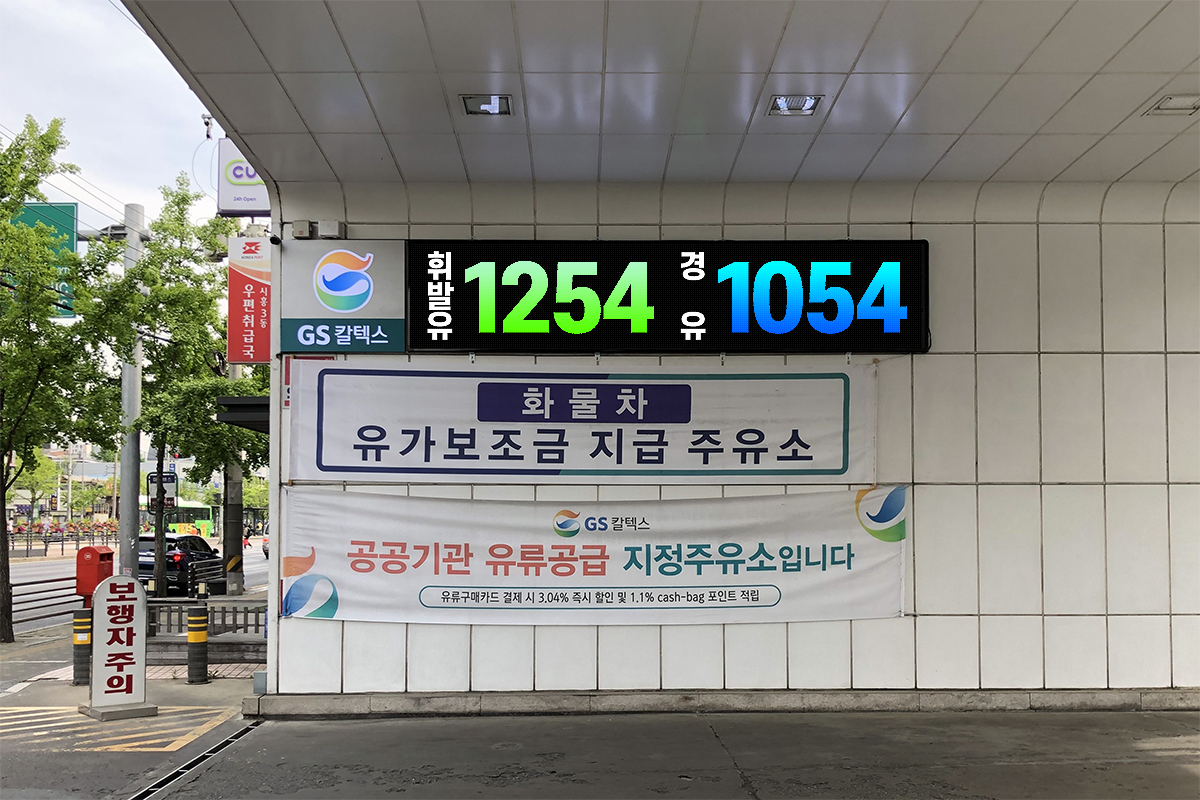 CU
24h Open
시흥3동
우편취급국
GS 칼텍스
휘발유 1254
경유 1054
화물차
유가보조금 지급 주유소
GS 칼텍스
공공기관 유류공급 지정주유소입니다
유류구매카드 결제 시 3.04% 즉시 할인 및 1.1% cash-bag 포인트 적립
보행자 주의